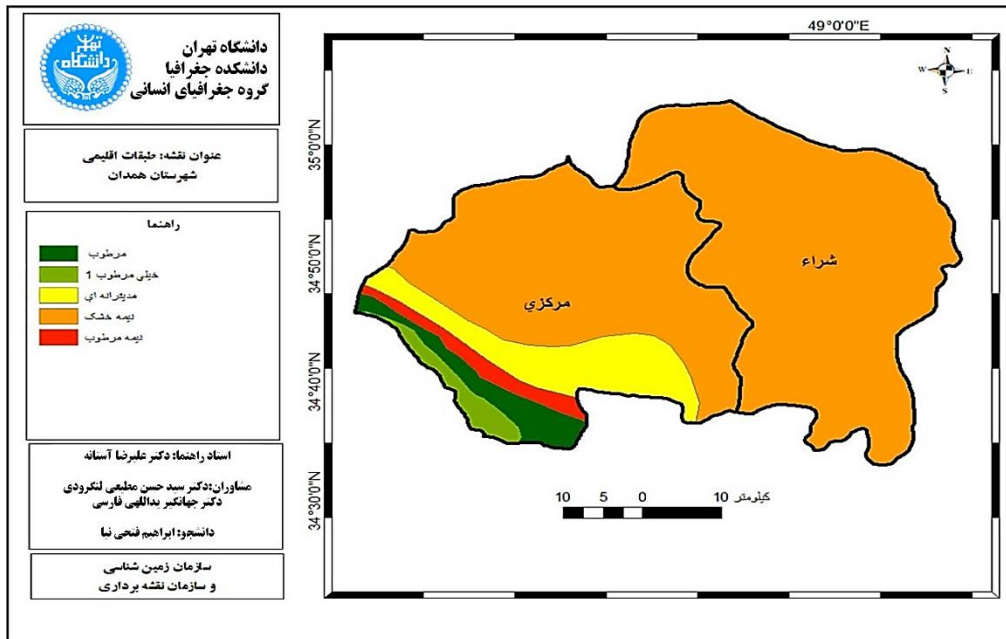 دانشگاه تهران
دانشکده جغرافیا
گروه جغرافیای انسانی
عنوان نقشه: طبقات اقلیمی
شهرستان همدان
راهنما
مرطوب
خیلی مرطوب 1
مدیترانه ای
نیمه خشک
نیمه مرطوب
استاد راهنما: دکتر علیرضا آستانه
مشاوران:دکتر سید حسن مطیعی لنگرودی
دکتر جهانگیر یداللهی فارسی
دانشجو: ابراهیم فتحی نیا
سازمان زمین شناسی
و سازمان نقشه برداری
49°0'0"E
N
W
E
S
35°0'0"N
34°50'0"N
34°40'0"N
34°30'0"N
شراء
مرکزي
10 5 0 10 کیلومتر